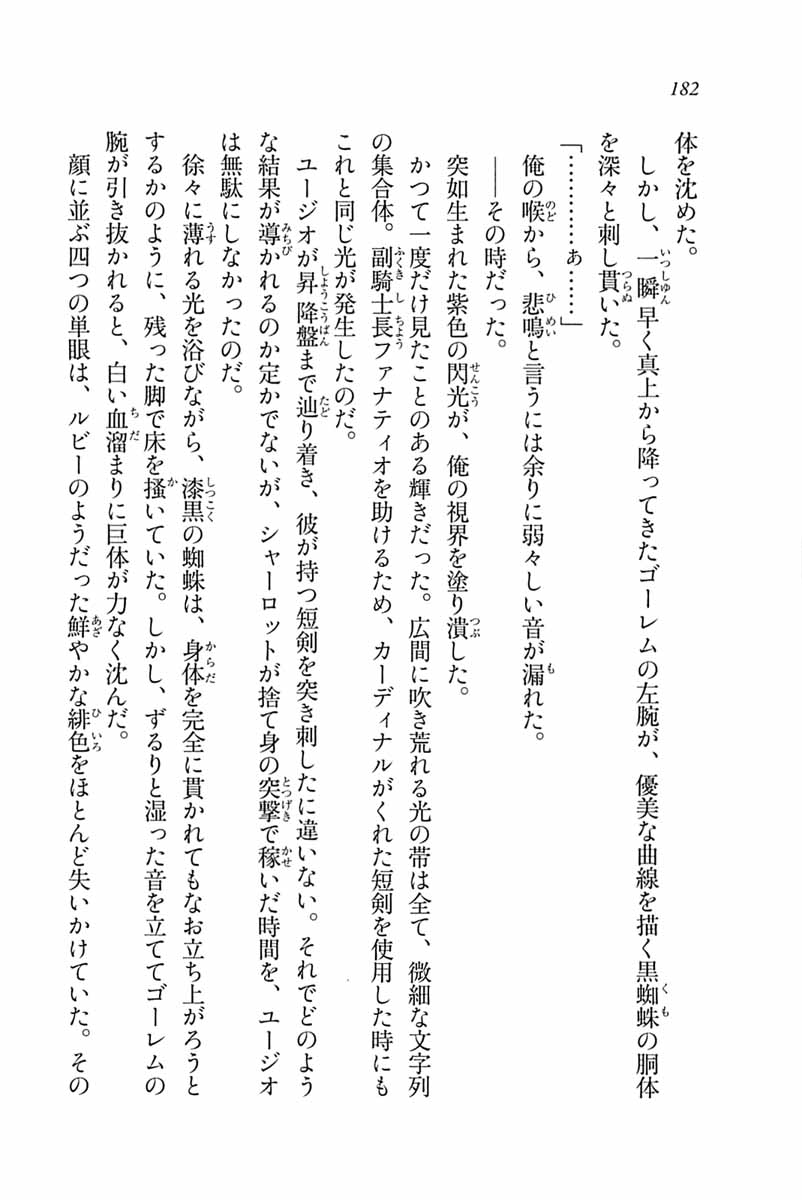 182
体を沈めた。
しかし、一瞬早く真上から降ってきたゴーレムの左腕が、優美な曲線を描く黒蜘蛛の胴体
を深々と刺し貫いた。
「…………ぁ……」
俺の喉から、悲鳴と言うには余りに弱々しい音が漏れた。
――その時だった。
突如生まれた紫色の閃光が、俺の視界を塗り潰した。
かつて一度だけ見たことのある輝きだった。広間に吹き荒れる光の帯は全て、微細な文字列
の集合体。副騎士長ファナティオを助けるため、カーディナルがくれた短剣を使用した時にも
これと同じ光が発生したのだ。
ユージオが昇降盤まで辿り着き、彼が持つ短剣を突き刺したに違いない。それでどのよう
な結果が導かれるのか定かでないが、シャーロットが捨て身の突撃で稼いだ時間を、ユージオ
は無駄にしなかったのだ。
徐々に薄れる光を浴びながら、漆黒の蜘蛛は、身体を完全に貫かれてもなお立ち上がろうと
するかのように、残った脚で床を掻いていた。しかし、ずるりと湿った音を立ててゴーレムの
腕が引き抜かれると、白い血溜まりに巨体が力なく沈んだ。
顔に並ぶ四つの単眼は、ルビーのようだった鮮やかな緋色をほとんど失いかけていた。その